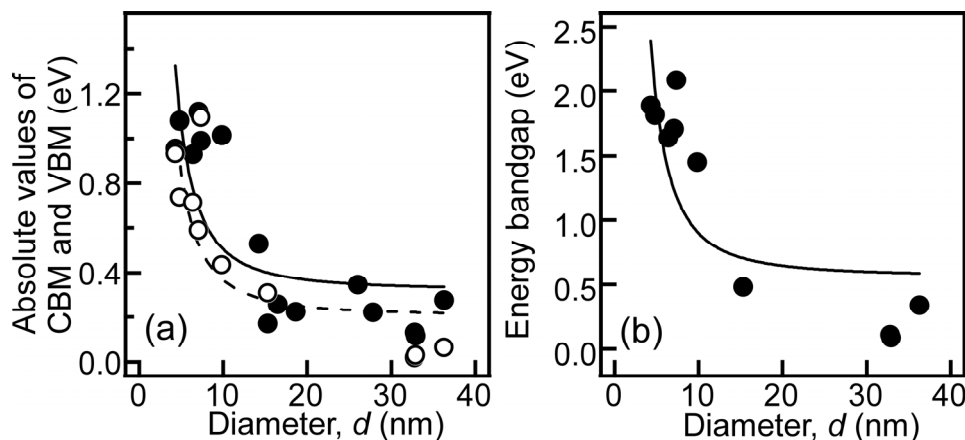 Absolute values of
CBM and VBM (eV)
1.2
0.8
0.4
0.0
(a)
0 10 20 30 40
Diameter, d (nm)
Energy bandgap (eV)
2.5
2.0
1.5
1.0
0.5
0.0
(b)
0 10 20 30 40
Diameter, d (nm)